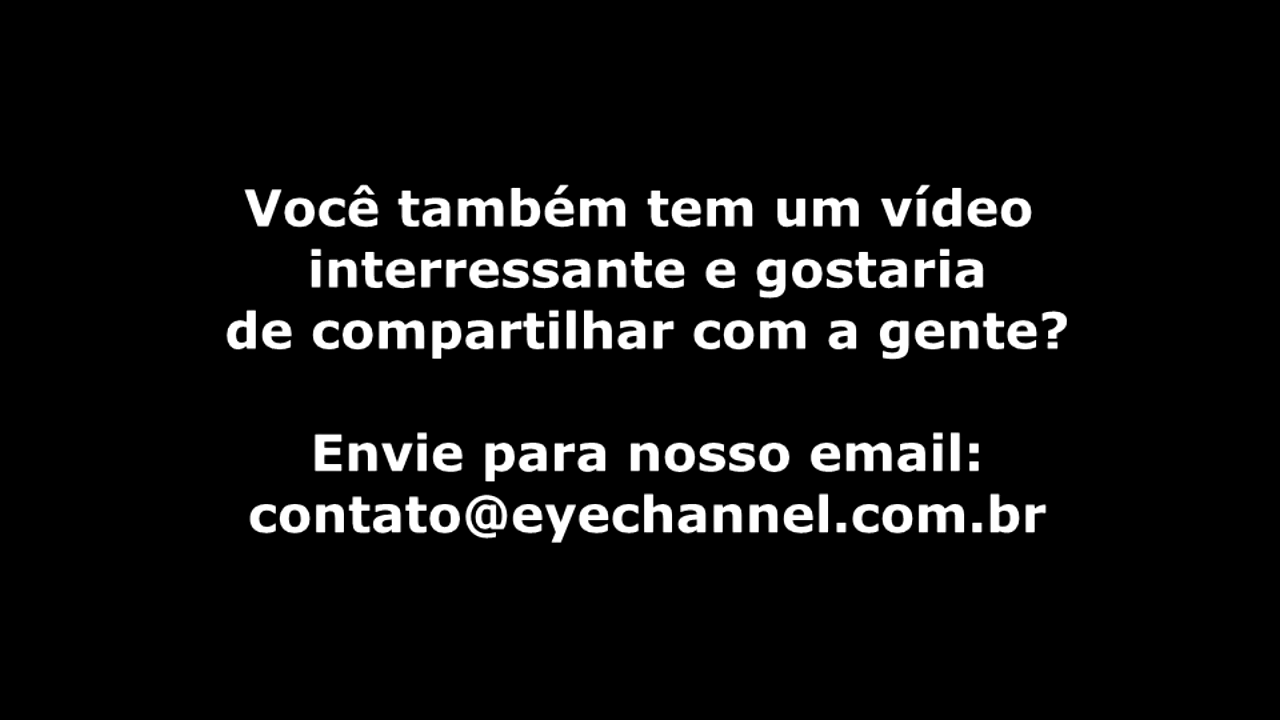 Você também tem um vídeo
interressante e gostaria
de compartilhar com a gente?
Envie para nosso email:
contato@eyechannel.com.br